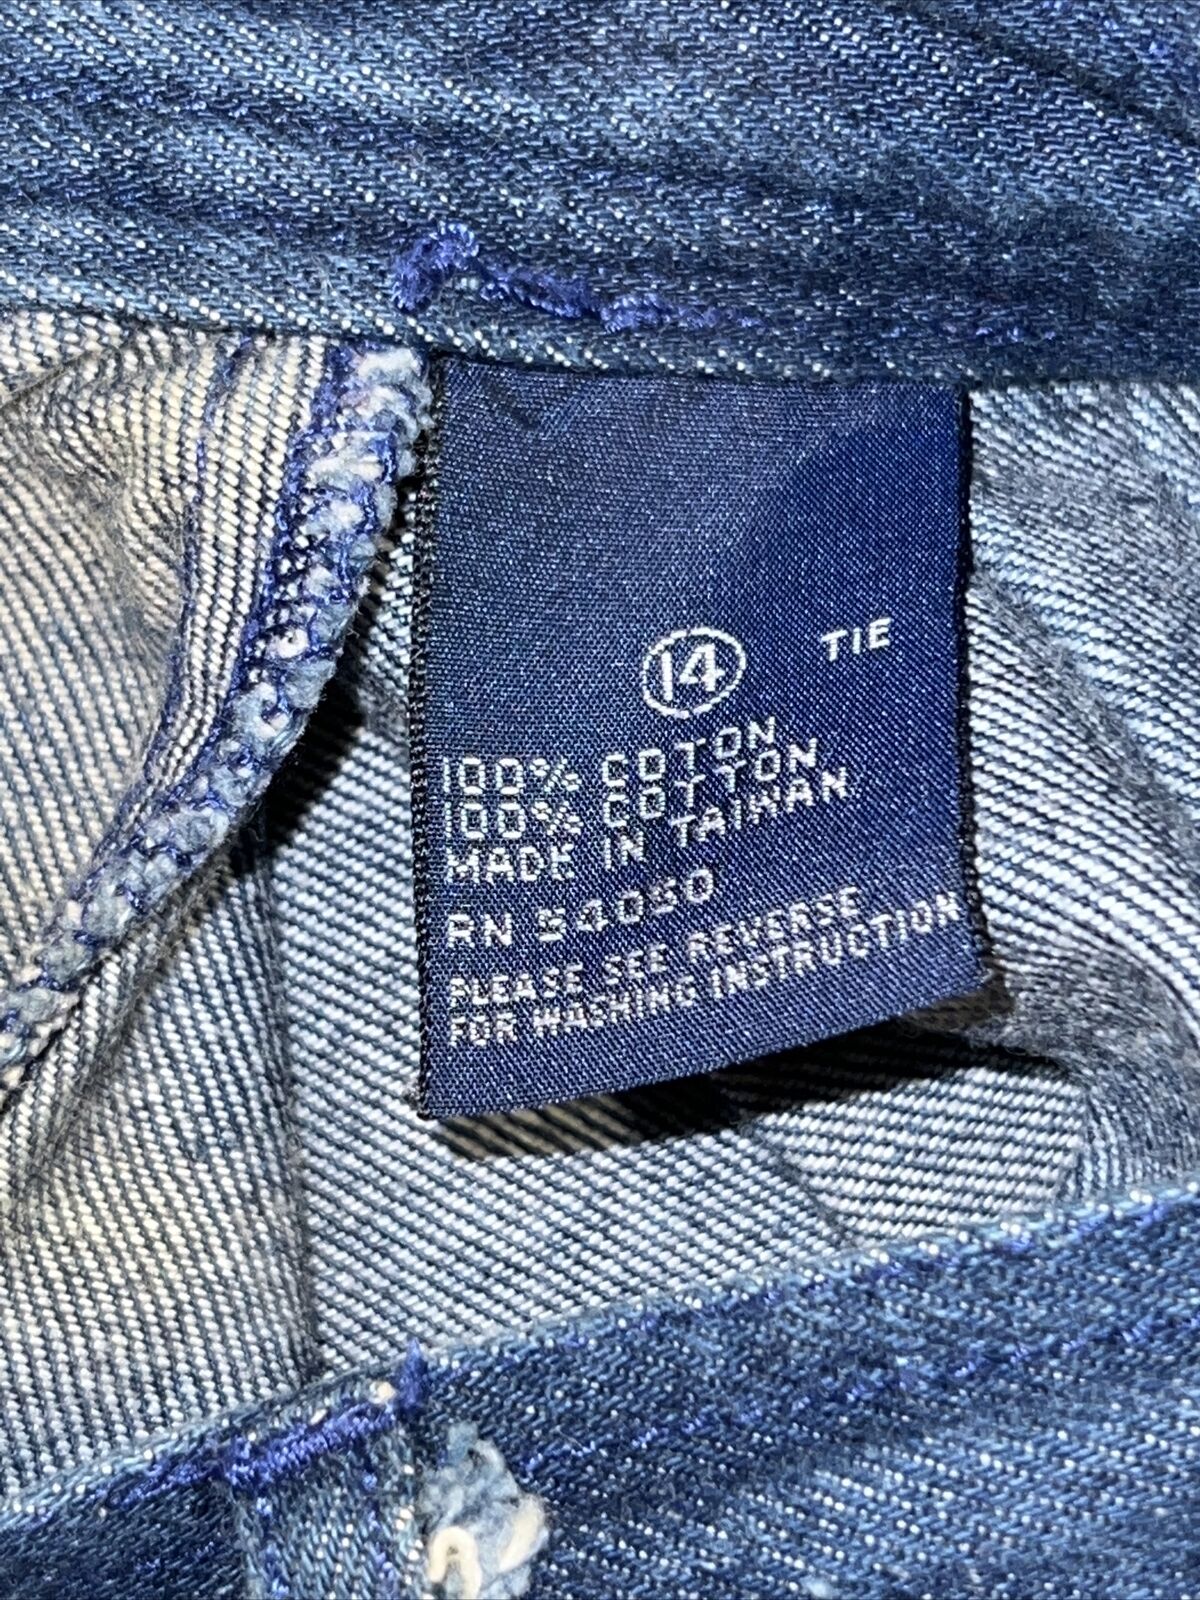 14 TIE
100% COTON
100% COTTON
MADE IN TAIWAN
RN 54050
PLEASE SEE REVERSE
FOR WASHING INSTRUCTION